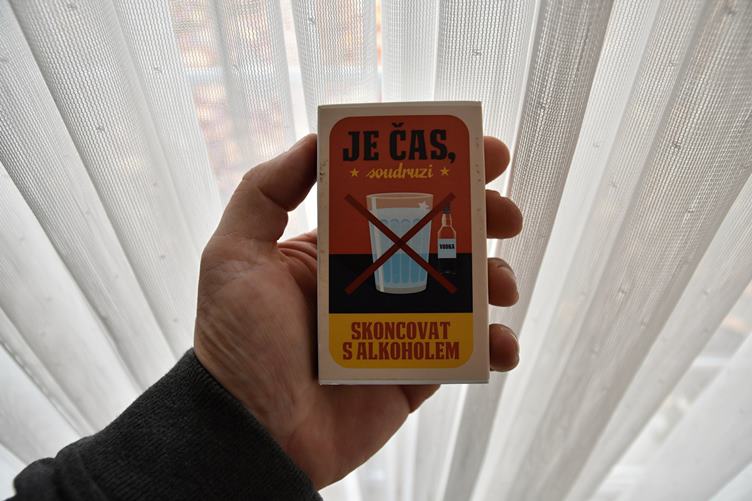 JE ČAS,
soudruzi
VODKA
SKONCOVAT
S ALKOHOLEM